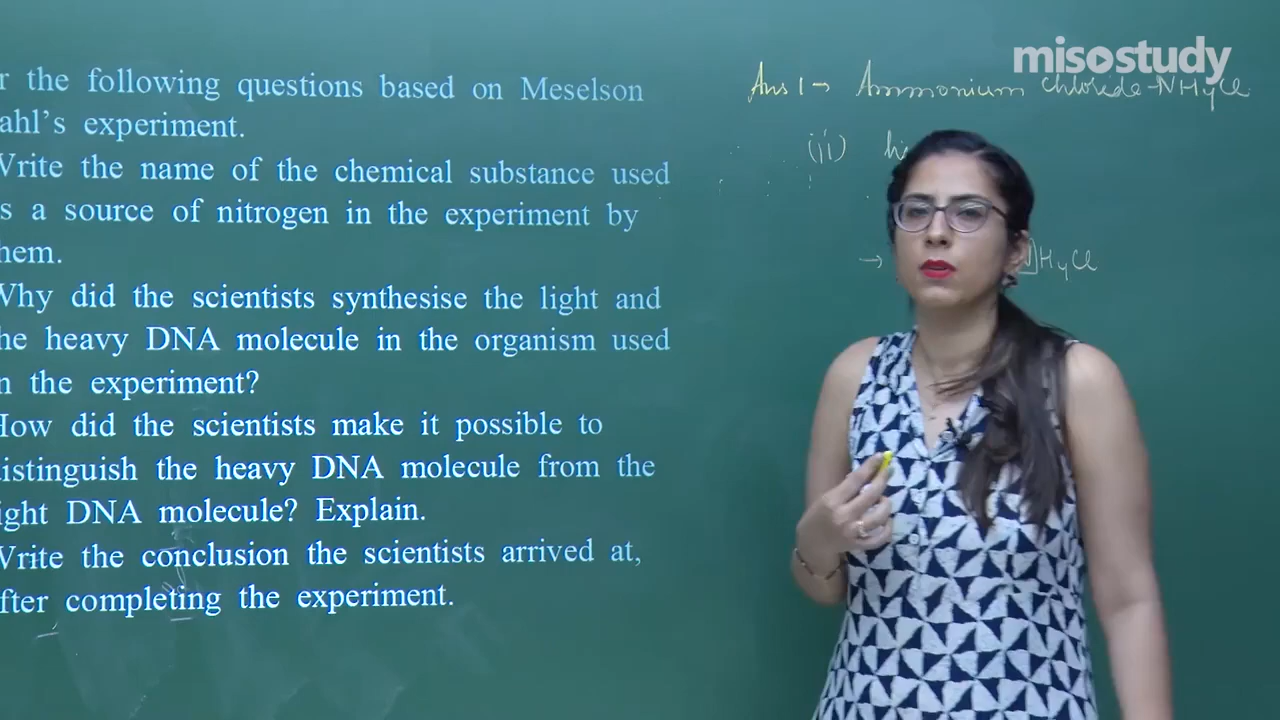 r the following questions based on Meselson
ahl's experiment.
Write the name of the chemical substance used
s a source of nitrogen in the experiment by
hem.
Why did the scientists synthesise the light and
he heavy DNA molecule in the organism used
n the experiment?
How did the scientists make it possible to
distinguish the heavy DNA molecule from the
ight DNA molecule? Explain.
Write the conclusion the scientists arrived at,
fter completing the experiment.
misostudy
Ans 1 → Ammonium chloride - NH4Cl
(ii)
→ H4Cl